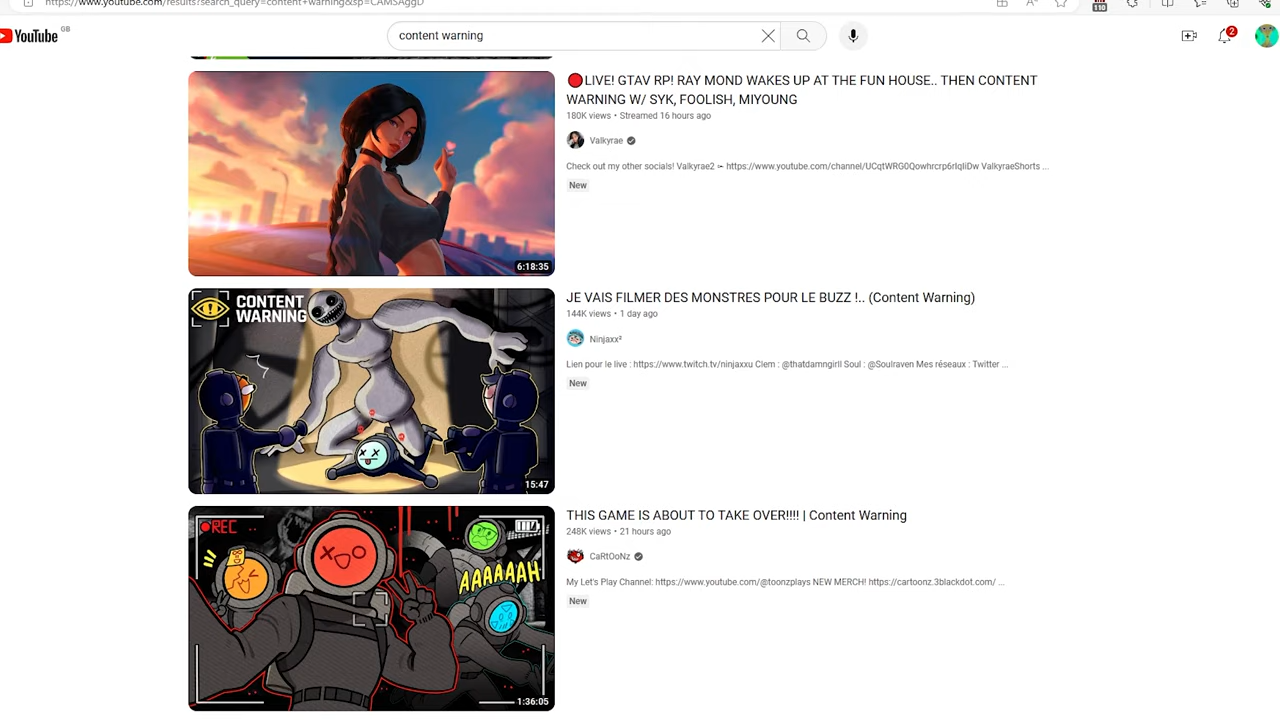 https://www.youtube.com/results?search_query=content+warning&sp=CAMSAggD
110
YouTube GB
content warning
2
🔴LIVE! GTAV RP! RAY MOND WAKES UP AT THE FUN HOUSE.. THEN CONTENT
WARNING W/ SYK, FOOLISH, MIYOUNG
180K views • Streamed 16 hours ago
Valkyrae
Check out my other socials! Valkyrae2 ➸ https://www.youtube.com/channel/UCqtWRG0Qowhrcrp6rIqliDw ValkyraeShorts ...
New
6:18:35
CONTENT
WARNING
15:47
JE VAIS FILMER DES MONSTRES POUR LE BUZZ !.. (Content Warning)
144K views • 1 day ago
Ninjaxx²
Lien pour le live : https://www.twitch.tv/ninjaxxu Clem : @thatdamngirll Soul : @Soulraven Mes réseaux : Twitter ...
New
REC
AAAAAAH
1:36:05
THIS GAME IS ABOUT TO TAKE OVER!!!! | Content Warning
248K views • 21 hours ago
CaRtOoNz
My Let's Play Channel: https://www.youtube.com/@toonzplays NEW MERCH! https://cartoonz.3blackdot.com/ ...
New